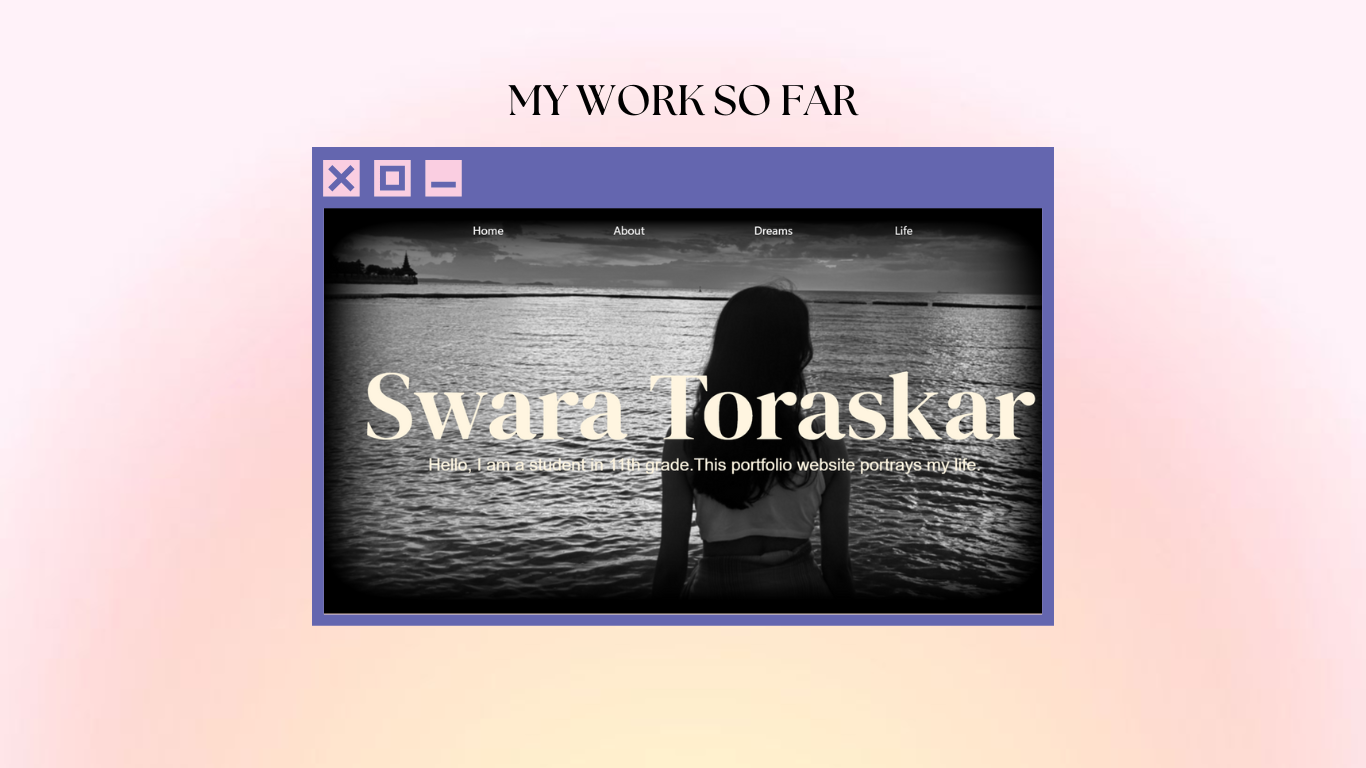 MY WORK SO FAR
Home About Dreams Life
Swara Toraskar
Hello, I am a student in 11th grade.This portfolio website portrays my life.